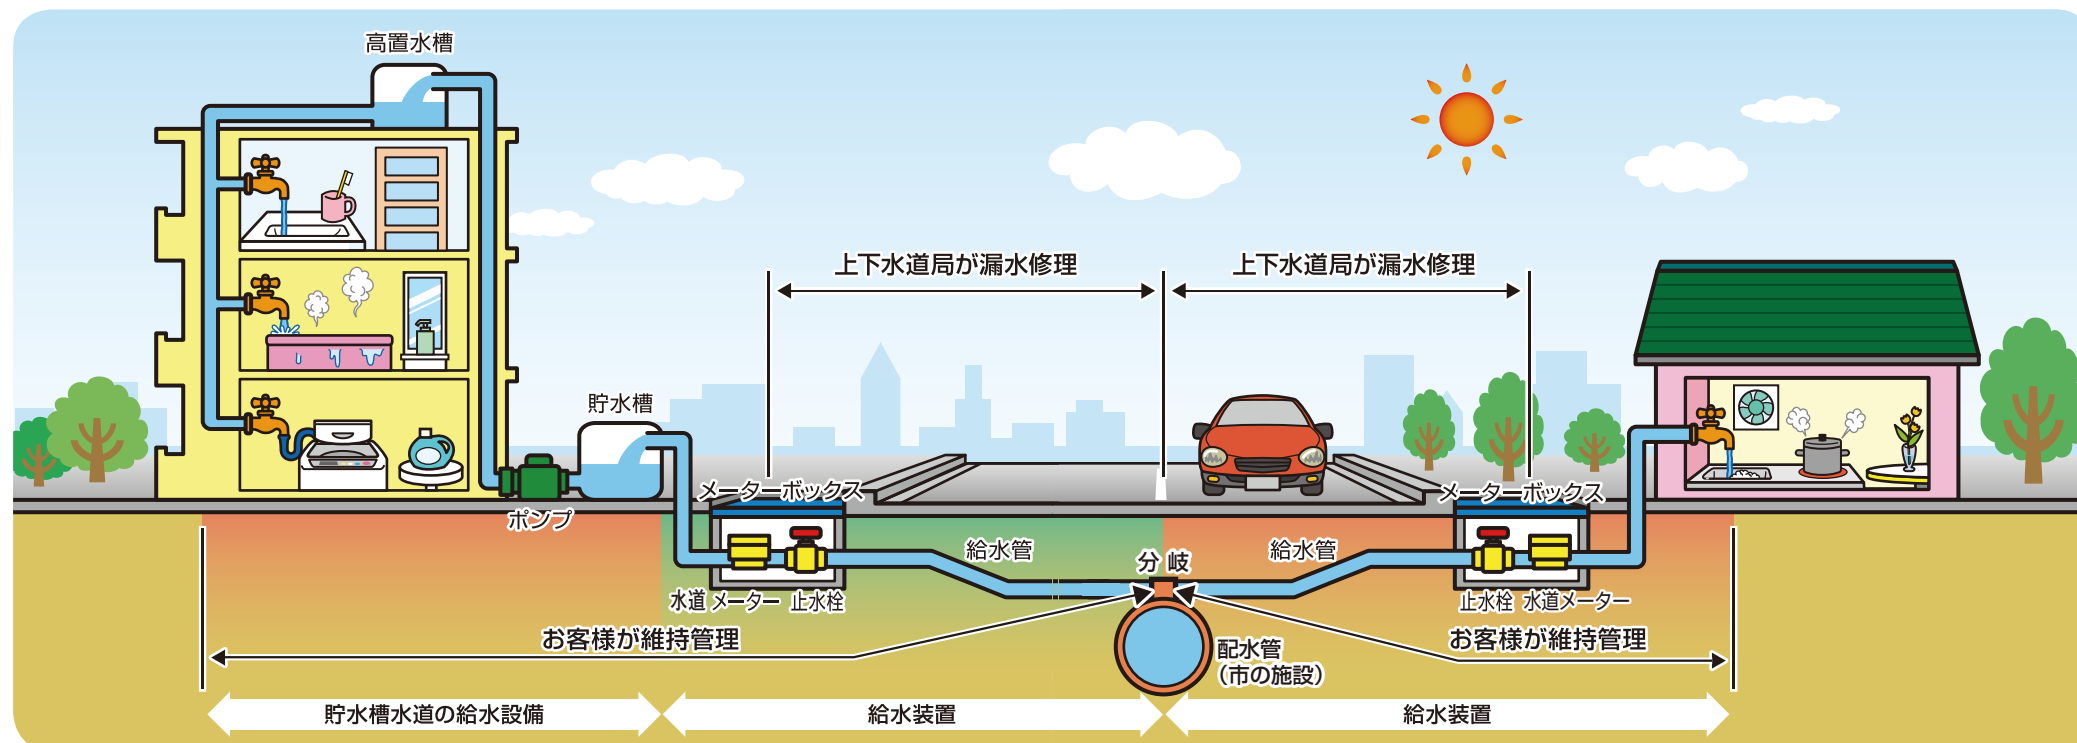 高置水槽
上下水道局が漏水修理
上下水道局が漏水修理
貯水槽
メーターボックス
メーターボックス
ポンプ
給水管
分岐
給水管
水道メーター
止水栓
止水栓
水道メーター
お客様が維持管理
お客様が維持管理
配水管
（市の施設）
貯水槽水道の給水設備
給水装置
給水装置